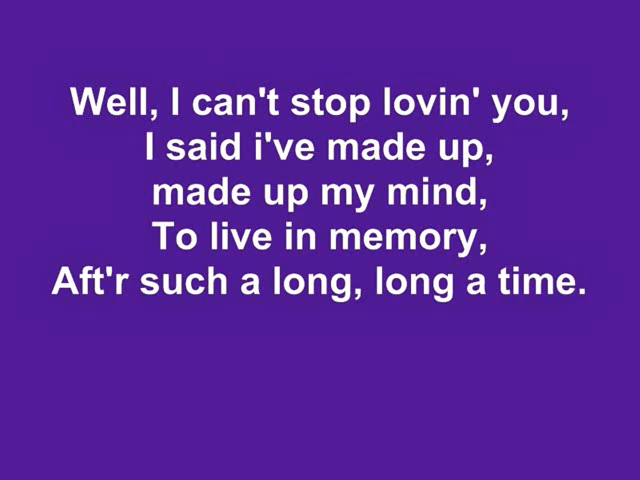 Well, I can't stop lovin' you,
I said i've made up,
made up my mind,
To live in memory,
Aft'r such a long, long a time.